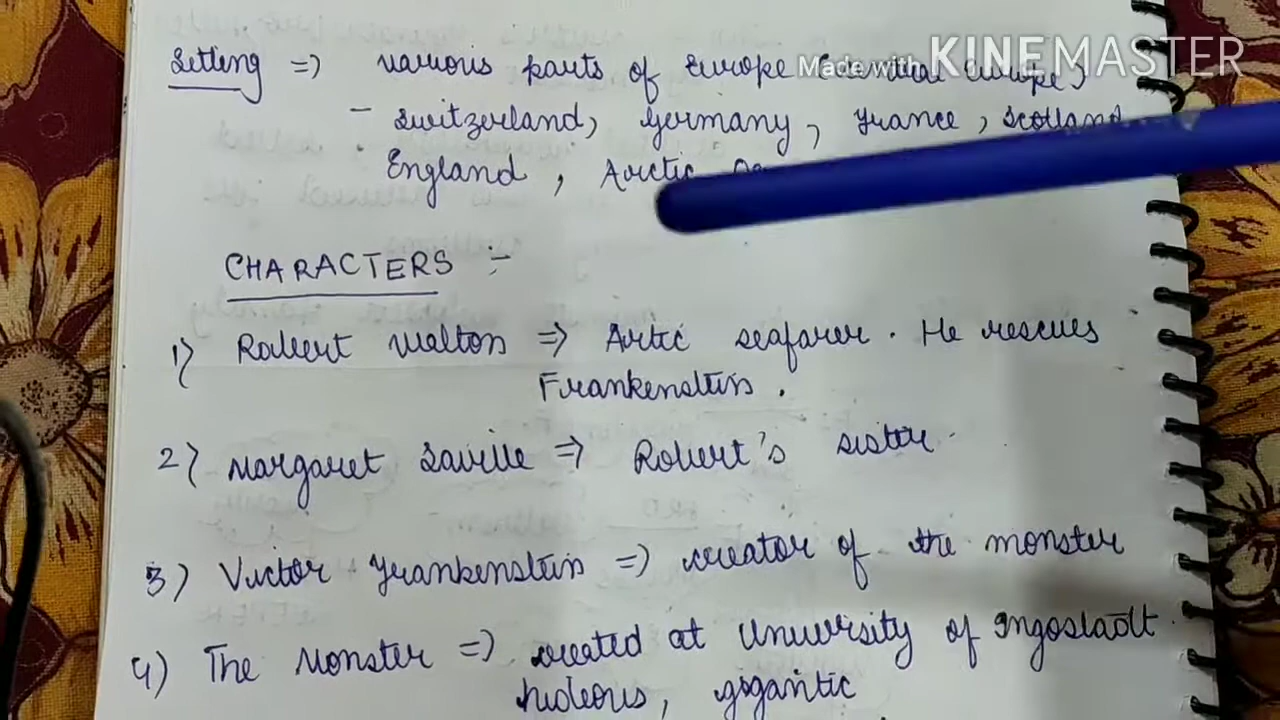 Setting => various parts of Europe
Made with KINEMASTER
- Switzerland, Germany, France, Scotland
England, Arctic
CHARACTERS :-
1) Robert Walton => Artic seafarer. He rescues
Frankenstein.
2) Margaret Saville => Robert's sister.
3) Victor Frankenstein => creator of the monster
4) The Monster => created at University of Ingosladt.
hideous, gigantic